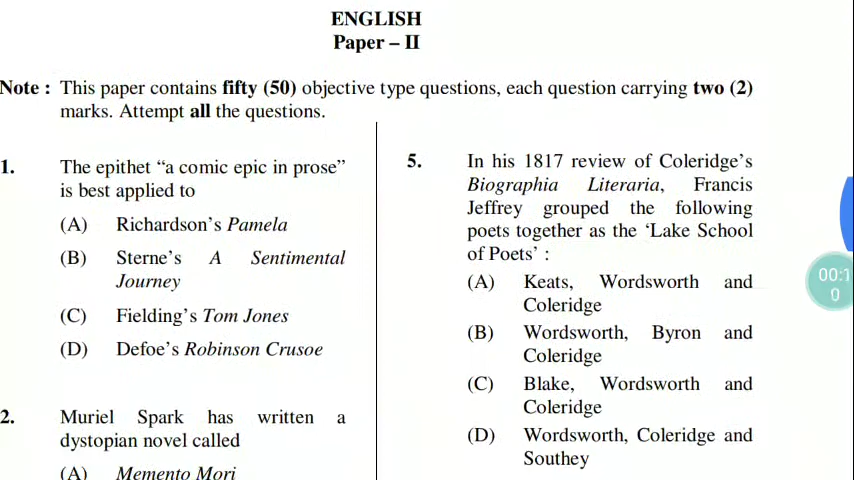 ENGLISH
Paper – II
Note : This paper contains fifty (50) objective type questions, each question carrying two (2)
marks. Attempt all the questions.
1. The epithet “a comic epic in prose”
is best applied to
(A) Richardson’s Pamela
(B) Sterne’s A Sentimental
Journey
(C) Fielding’s Tom Jones
(D) Defoe’s Robinson Crusoe
2. Muriel Spark has written a
dystopian novel called
(A) Memento Mori
5. In his 1817 review of Coleridge’s
Biographia Literaria, Francis
Jeffrey grouped the following
poets together as the ‘Lake School
of Poets’ :
(A) Keats, Wordsworth and
Coleridge
(B) Wordsworth, Byron and
Coleridge
(C) Blake, Wordsworth and
Coleridge
(D) Wordsworth, Coleridge and
Southey
00:1
0